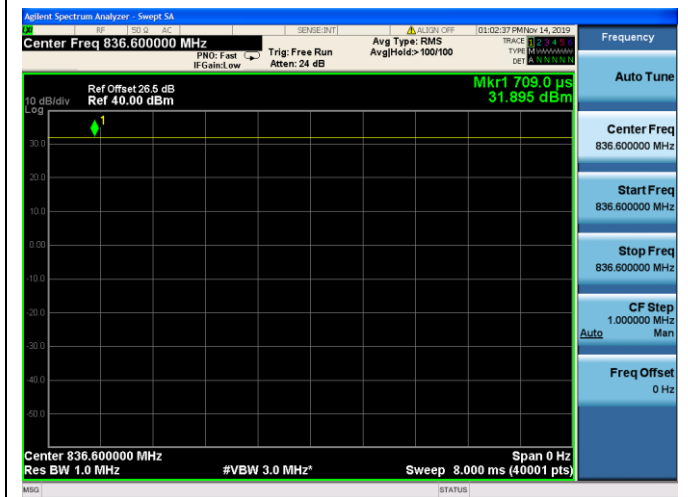 Agilent Spectrum Analyzer - Swept SA
RF 50 Ω AC SENSE:INT ALIGN OFF 01:02:37 PM Nov 14, 2019
Center Freq 836.600000 MHz
PNO: Fast
IFGain:Low
Trig: Free Run
Atten: 24 dB
Avg Type: RMS
Avg|Hold:> 100/100
TRACE 1 2 3 4 5 6
TYPE M
DET A N N N N N
Ref Offset 26.5 dB
10 dB/div Ref 40.00 dBm
Log
Mkr1 709.0 µs
31.895 dBm
1
30.0
20.0
10.0
0.00
-10.0
-20.0
-30.0
-40.0
-50.0
Center 836.600000 MHz Span 0 Hz
Res BW 1.0 MHz #VBW 3.0 MHz* Sweep 8.000 ms (40001 pts)
MSG STATUS
Frequency
Auto Tune
Center Freq
836.600000 MHz
Start Freq
836.600000 MHz
Stop Freq
836.600000 MHz
CF Step
1.000000 MHz
Auto Man
Freq Offset
0 Hz